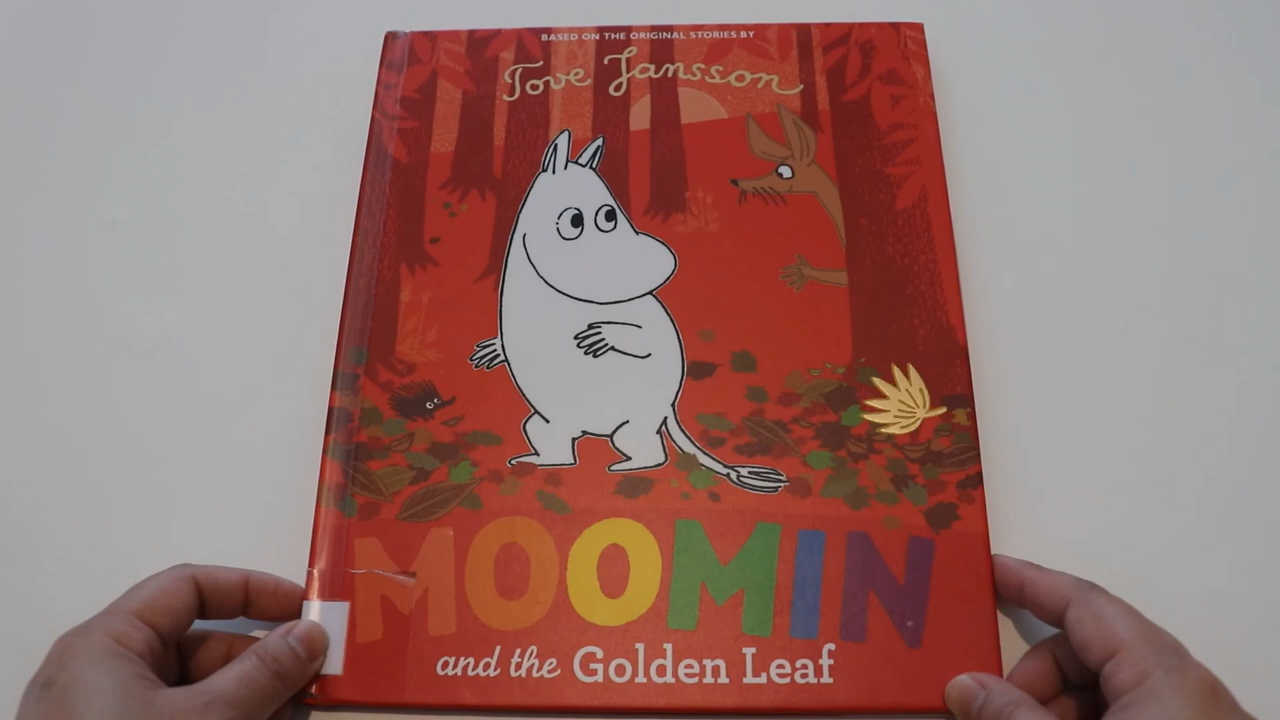 BASED ON THE ORIGINAL STORIES BY
Tove Jansson
MOOMIN
and the Golden Leaf